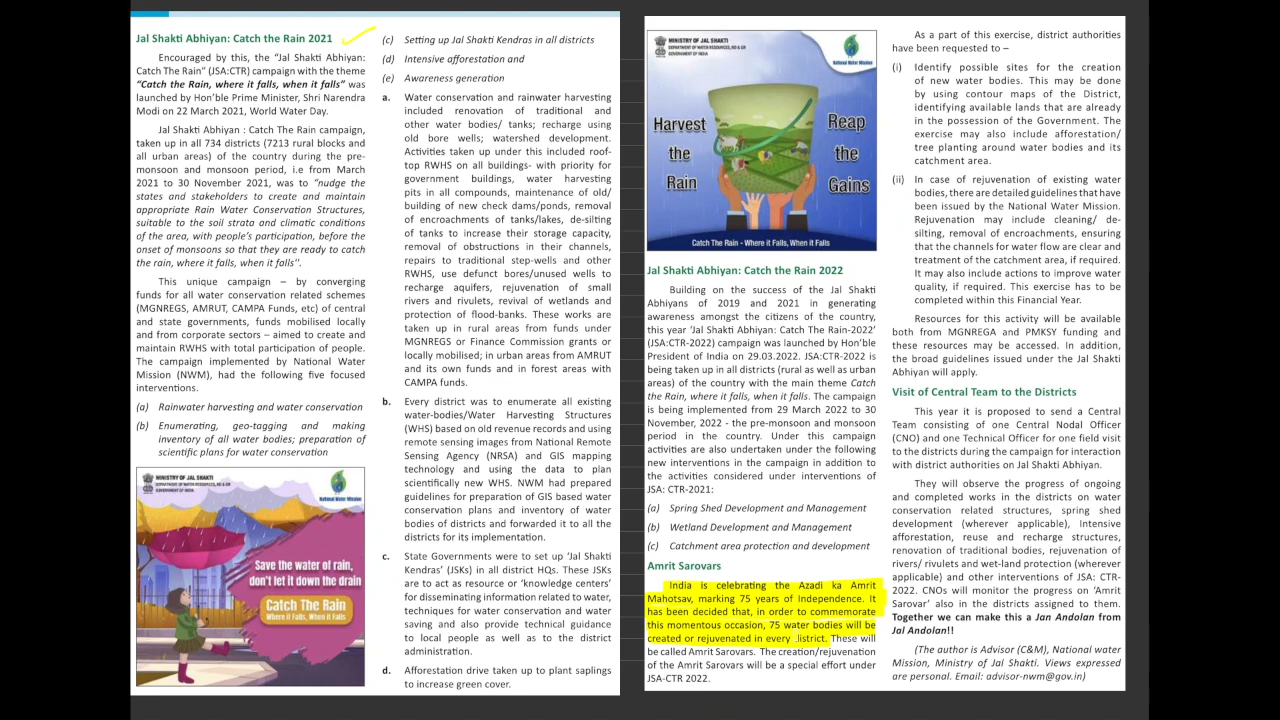 Jal Shakti Abhiyan: Catch the Rain 2021
Encouraged by this, the "Jal Shakti Abhiyan:
Catch The Rain" (JSA:CTR) campaign with the theme
"Catch the Rain, where it falls, when it falls" was
launched by Hon'ble Prime Minister, Shri Narendra
Modi on 22 March 2021, World Water Day.
Jal Shakti Abhiyan : Catch The Rain campaign,
taken up in all 734 districts (7213 rural blocks and
all urban areas) of the country during the pre-
monsoon and monsoon period, i.e from March
2021 to 30 November 2021, was to "nudge the
states and stakeholders to create and maintain
appropriate Rain Water Conservation Structures,
suitable to the soil strata and climatic conditions
of the area, with people's participation, before the
onset of monsoons so that they are ready to catch
the rain, where it falls, when it falls''.
This unique campaign – by converging
funds for all water conservation related schemes
(MGNREGS, AMRUT, CAMPA Funds, etc) of central
and state governments, funds mobilised locally
and from corporate sectors – aimed to create and
maintain RWHS with total participation of people.
The campaign implemented by National Water
Mission (NWM), had the following five focused
interventions.
(a) Rainwater harvesting and water conservation
(b) Enumerating, geo-tagging and making
inventory of all water bodies; preparation of
scientific plans for water conservation
MINISTRY OF JAL SHAKTI
DEPARTMENT OF WATER RESOURCES, RD & GR
GOVERNMENT OF INDIA
National Water Mission
Save the water of rain,
don't let it down the drain
Catch The Rain
Where it Falls, When it Falls
(c) Setting up Jal Shakti Kendras in all districts
(d) Intensive afforestation and
(e) Awareness generation
a. Water conservation and rainwater harvesting
included renovation of traditional and
other water bodies/ tanks; recharge using
old bore wells; watershed development.
Activities taken up under this included roof-
top RWHS on all buildings- with priority for
government buildings, water harvesting
pits in all compounds, maintenance of old/
building of new check dams/ponds, removal
of encroachments of tanks/lakes, de-silting
of tanks to increase their storage capacity,
removal of obstructions in their channels,
repairs to traditional step-wells and other
RWHS, use defunct bores/unused wells to
recharge aquifers, rejuvenation of small
rivers and rivulets, revival of wetlands and
protection of flood-banks. These works are
taken up in rural areas from funds under
MGNREGS or Finance Commission grants or
locally mobilised; in urban areas from AMRUT
and its own funds and in forest areas with
CAMPA funds.
b. Every district was to enumerate all existing
water-bodies/Water Harvesting Structures
(WHS) based on old revenue records and using
remote sensing images from National Remote
Sensing Agency (NRSA) and GIS mapping
technology and using the data to plan
scientifically new WHS. NWM had prepared
guidelines for preparation of GIS based water
conservation plans and inventory of water
bodies of districts and forwarded it to all the
districts for its implementation.
c. State Governments were to set up 'Jal Shakti
Kendras' (JSKs) in all district HQs. These JSKs
are to act as resource or 'knowledge centers'
for disseminating information related to water,
techniques for water conservation and water
saving and also provide technical guidance
to local people as well as to the district
administration.
d. Afforestation drive taken up to plant saplings
to increase green cover.
MINISTRY OF JAL SHAKTI
DEPARTMENT OF WATER RESOURCES, RD & GR
GOVERNMENT OF INDIA
National Water Mission
Harvest
the
Rain
Reap
the
Gains
Catch The Rain - Where it Falls, When it Falls
Jal Shakti Abhiyan: Catch the Rain 2022
Building on the success of the Jal Shakti
Abhiyans of 2019 and 2021 in generating
awareness amongst the citizens of the country,
this year 'Jal Shakti Abhiyan: Catch The Rain-2022'
(JSA:CTR-2022) campaign was launched by Hon'ble
President of India on 29.03.2022. JSA:CTR-2022 is
being taken up in all districts (rural as well as urban
areas) of the country with the main theme Catch
the Rain, where it falls, when it falls. The campaign
is being implemented from 29 March 2022 to 30
November, 2022 - the pre-monsoon and monsoon
period in the country. Under this campaign
activities are also undertaken under the following
new interventions in the campaign in addition to
the activities considered under interventions of
JSA: CTR-2021:
(a) Spring Shed Development and Management
(b) Wetland Development and Management
(c) Catchment area protection and development
Amrit Sarovars
India is celebrating the Azadi ka Amrit
Mahotsav, marking 75 years of Independence. It
has been decided that, in order to commemorate
this momentous occasion, 75 water bodies will be
created or rejuvenated in every district. These will
be called Amrit Sarovars. The creation/rejuvenation
of the Amrit Sarovars will be a special effort under
JSA-CTR 2022.
As a part of this exercise, district authorities
have been requested to –
(i) Identify possible sites for the creation
of new water bodies. This may be done
by using contour maps of the District,
identifying available lands that are already
in the possession of the Government. The
exercise may also include afforestation/
tree planting around water bodies and its
catchment area.
(ii) In case of rejuvenation of existing water
bodies, there are detailed guidelines that have
been issued by the National Water Mission.
Rejuvenation may include cleaning/ de-
silting, removal of encroachments, ensuring
that the channels for water flow are clear and
treatment of the catchment area, if required.
It may also include actions to improve water
quality, if required. This exercise has to be
completed within this Financial Year.
Resources for this activity will be available
both from MGNREGA and PMKSY funding and
these resources may be accessed. In addition,
the broad guidelines issued under the Jal Shakti
Abhiyan will apply.
Visit of Central Team to the Districts
This year it is proposed to send a Central
Team consisting of one Central Nodal Officer
(CNO) and one Technical Officer for one field visit
to the districts during the campaign for interaction
with district authorities on Jal Shakti Abhiyan.
They will observe the progress of ongoing
and completed works in the districts on water
conservation related structures, spring shed
development (wherever applicable), Intensive
afforestation, reuse and recharge structures,
renovation of traditional bodies, rejuvenation of
rivers/ rivulets and wet-land protection (wherever
applicable) and other interventions of JSA: CTR-
2022. CNOs will monitor the progress on 'Amrit
Sarovar' also in the districts assigned to them.
Together we can make this a Jan Andolan from
Jal Andolan!!
(The author is Advisor (C&M), National water
Mission, Ministry of Jal Shakti. Views expressed
are personal. Email: advisor-nwm@gov.in)